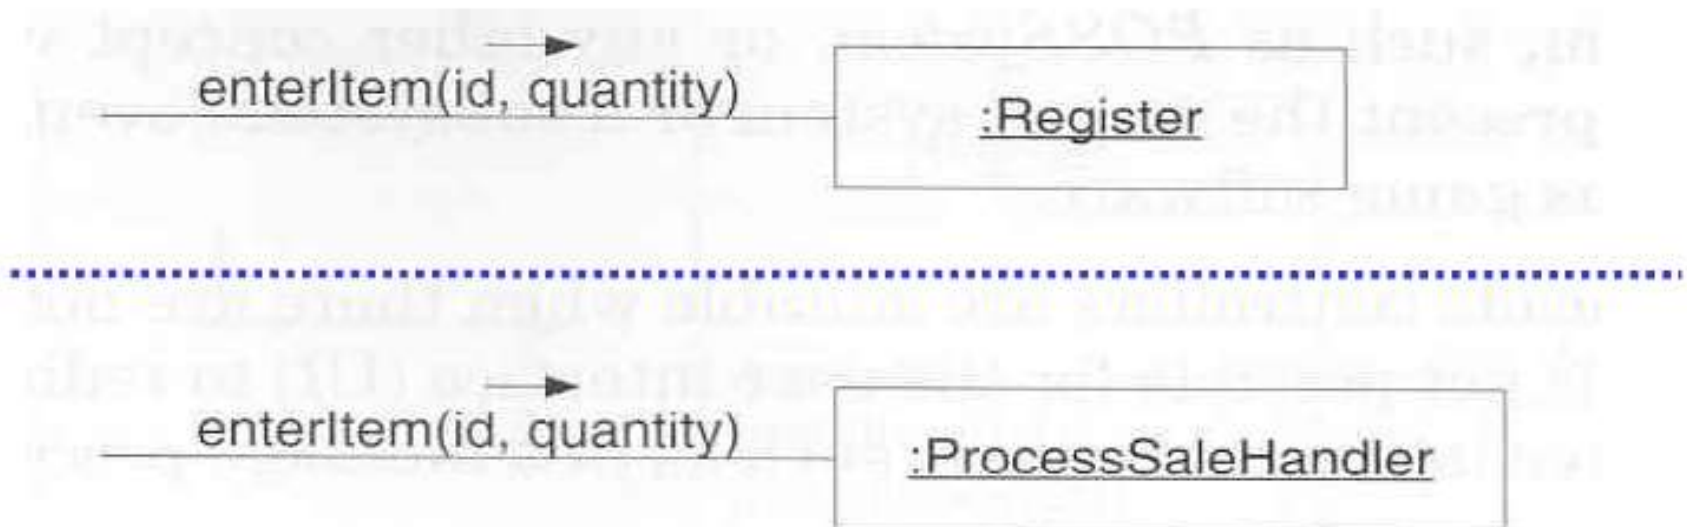 enterItem(id, quantity)
:Register
enterItem(id, quantity)
:ProcessSaleHandler